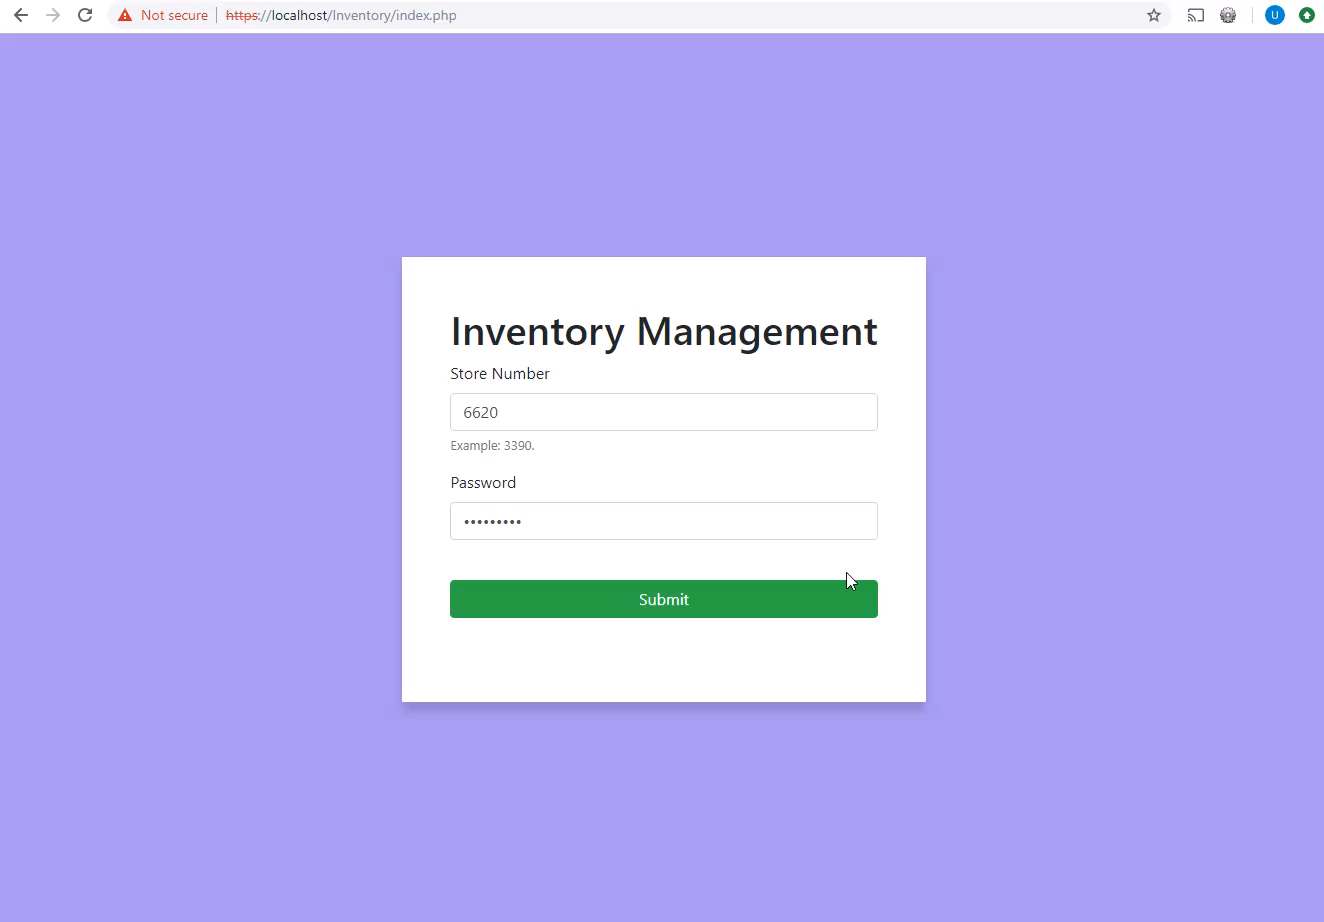 Not secure | https://localhost/Inventory/index.php
U
Inventory Management
Store Number
6620
Example: 3390.
Password
•••••••••
Submit